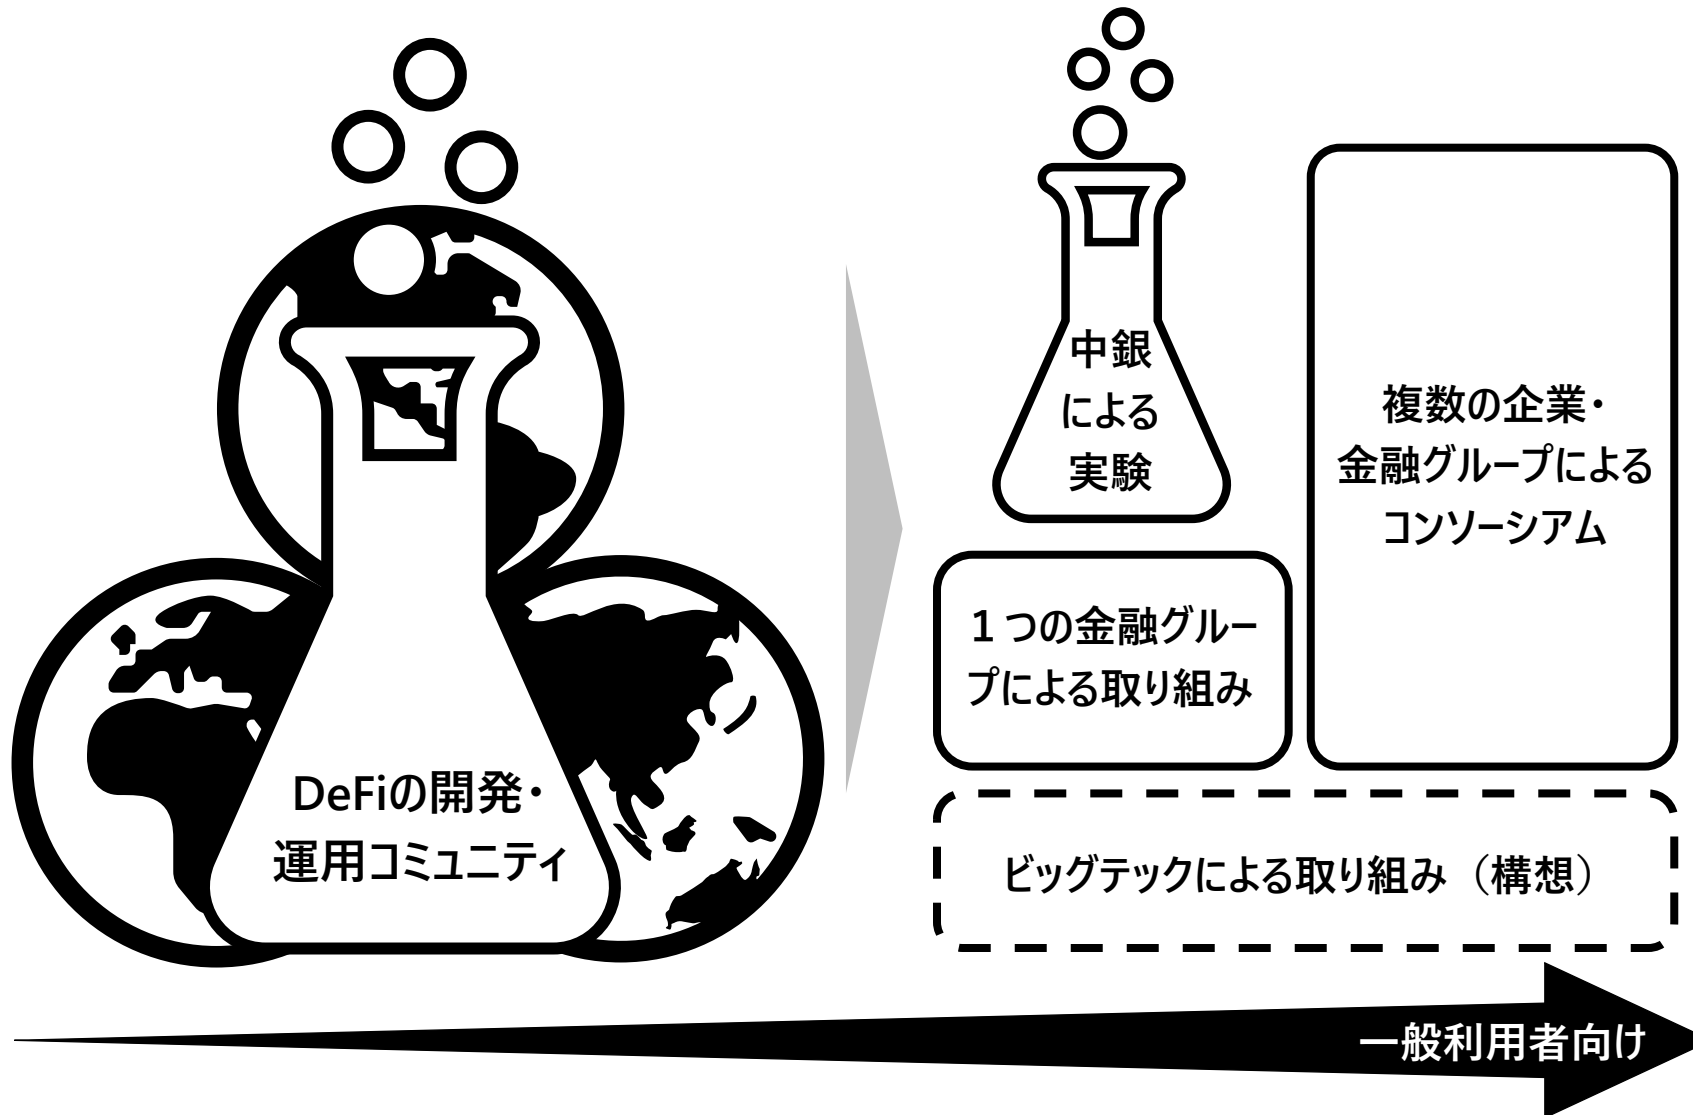 DeFiの開発・
運用コミュニティ
中銀
による
実験
複数の企業・
金融グループによる
コンソーシアム
１つの金融グルー
プによる取り組み
ビッグテックによる取り組み（構想）
一般利用者向け